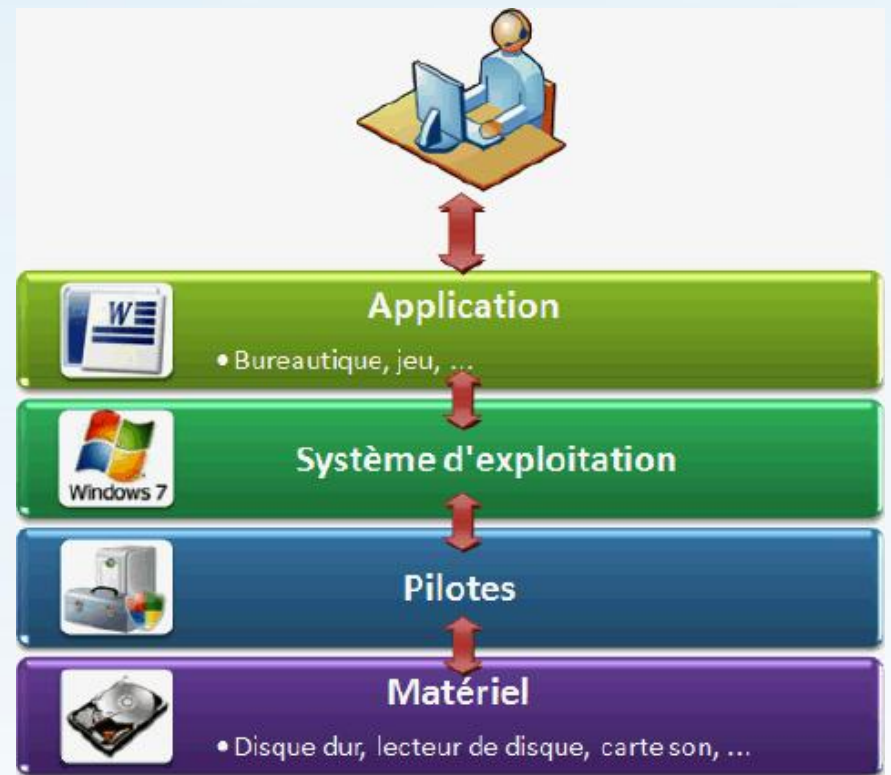 Application
• Bureautique, jeu, ...
W
Système d'exploitation
Windows 7
Pilotes
Matériel
• Disque dur, lecteur de disque, carte son, ...